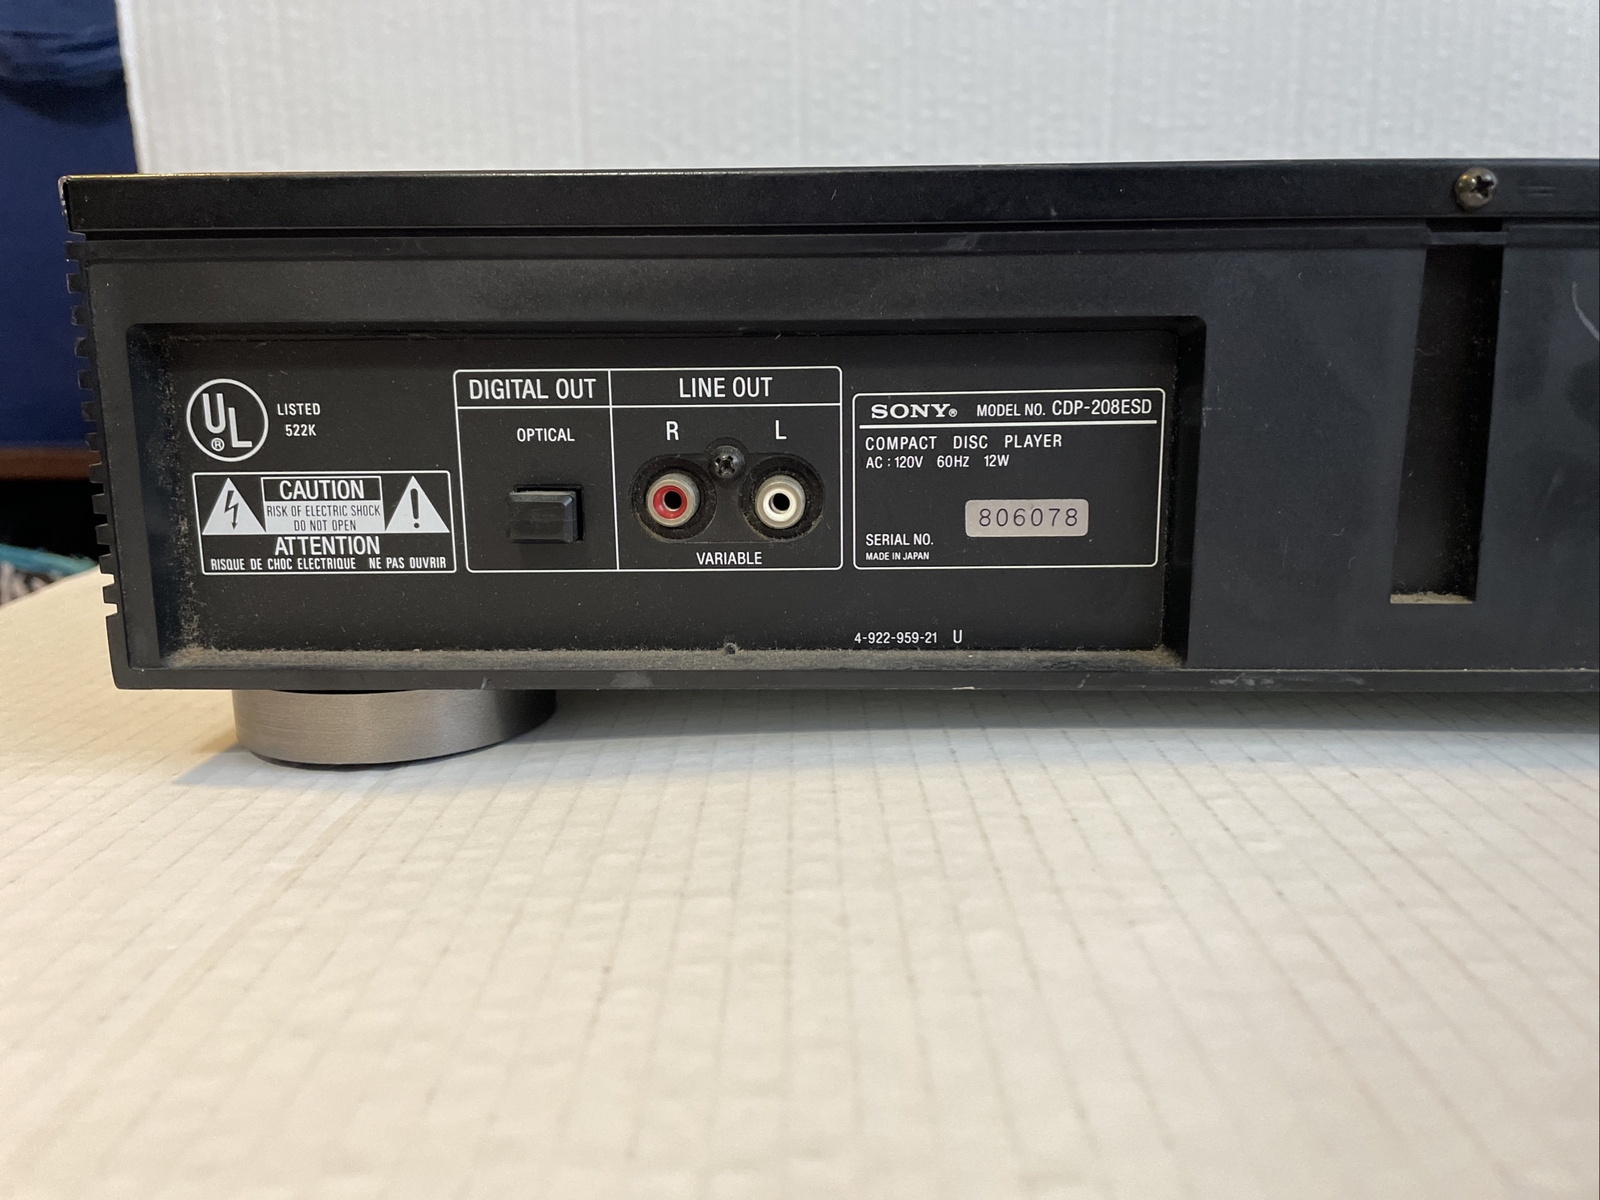 UL
®
LISTED
522K
CAUTION
RISK OF ELECTRIC SHOCK
DO NOT OPEN
ATTENTION
RISQUE DE CHOC ELECTRIQUE NE PAS OUVRIR
DIGITAL OUT
OPTICAL
LINE OUT
R L
VARIABLE
SONY® MODEL NO. CDP-208ESD
COMPACT DISC PLAYER
AC : 120V 60Hz 12W
806078
SERIAL NO.
MADE IN JAPAN
4-922-959-21 U